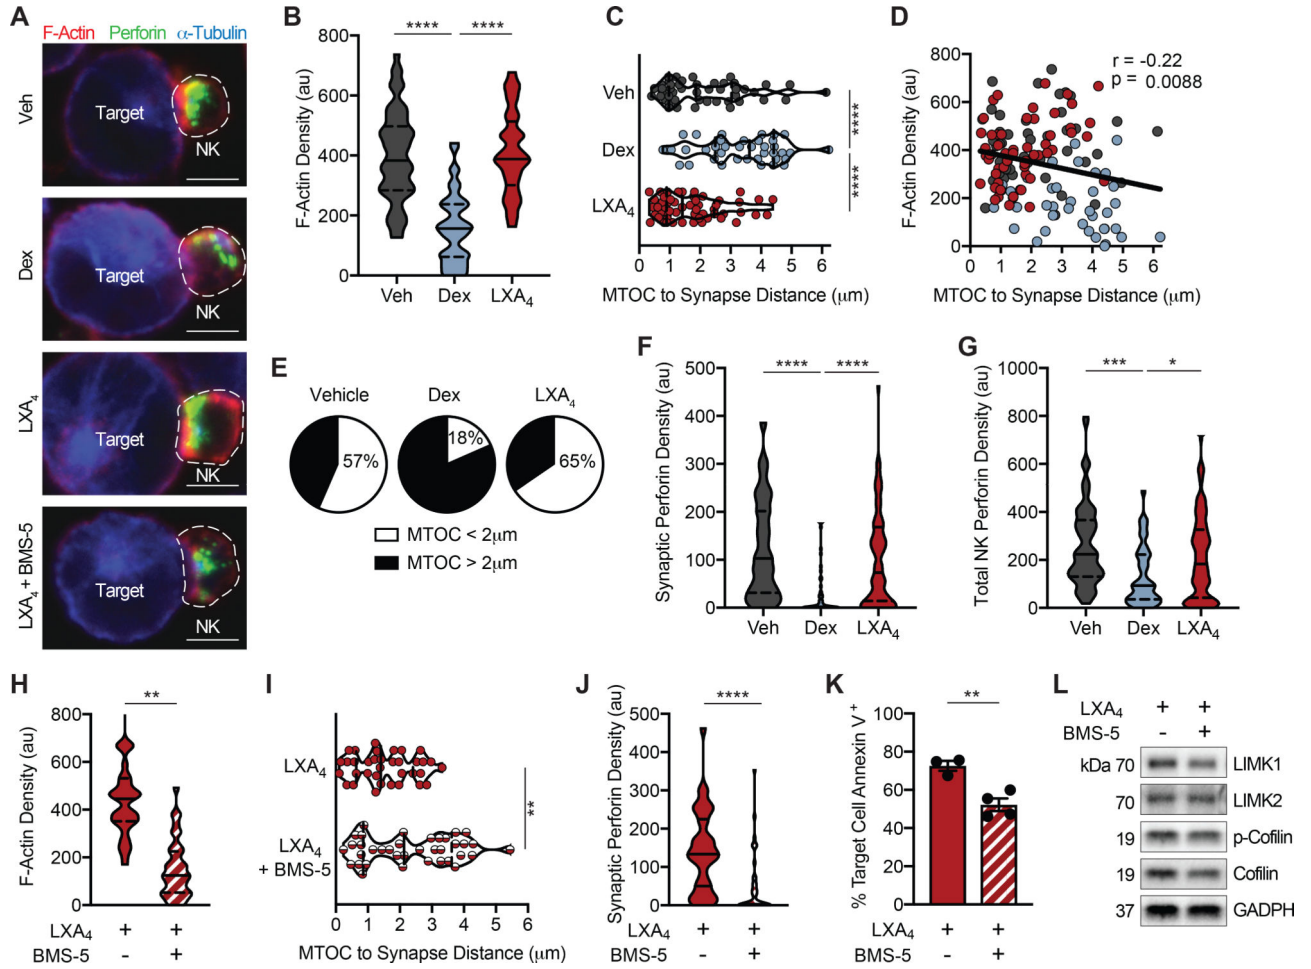 A
F-Actin Perforin α-Tubulin
Veh
Target
NK
Dex
Target
NK
LXA₄
Target
NK
LXA₄ + BMS-5
Target
NK
B
**** ****
F-Actin Density (au)
800
600
400
200
0
Veh Dex LXA₄
C
Veh
Dex
LXA₄
****
****
0 1 2 3 4 5 6
MTOC to Synapse Distance (μm)
D
r = -0.22
p = 0.0088
F-Actin Density (au)
800
600
400
200
0
0 1 2 3 4 5 6
MTOC to Synapse Distance (μm)
E
Vehicle Dex LXA₄
57% 18% 65%
MTOC < 2μm
MTOC > 2μm
F
**** ****
Synaptic Perforin Density (au)
500
400
300
200
100
0
Veh Dex LXA₄
G
*** *
Total NK Perforin Density (au)
1000
800
600
400
200
0
Veh Dex LXA₄
H
**
F-Actin Density (au)
800
600
400
200
0
LXA₄ + +
BMS-5 - +
I
LXA₄
LXA₄
+ BMS-5
**
0 1 2 3 4 5 6
MTOC to Synapse Distance (μm)
J
****
Synaptic Perforin Density (au)
500
400
300
200
100
0
LXA₄ + +
BMS-5 - +
K
**
% Target Cell Annexin V⁺
100
80
60
40
20
0
LXA₄ + +
BMS-5 - +
L
LXA₄ + +
BMS-5 - +
kDa 70 LIMK1
70 LIMK2
19 p-Cofilin
19 Cofilin
37 GADPH